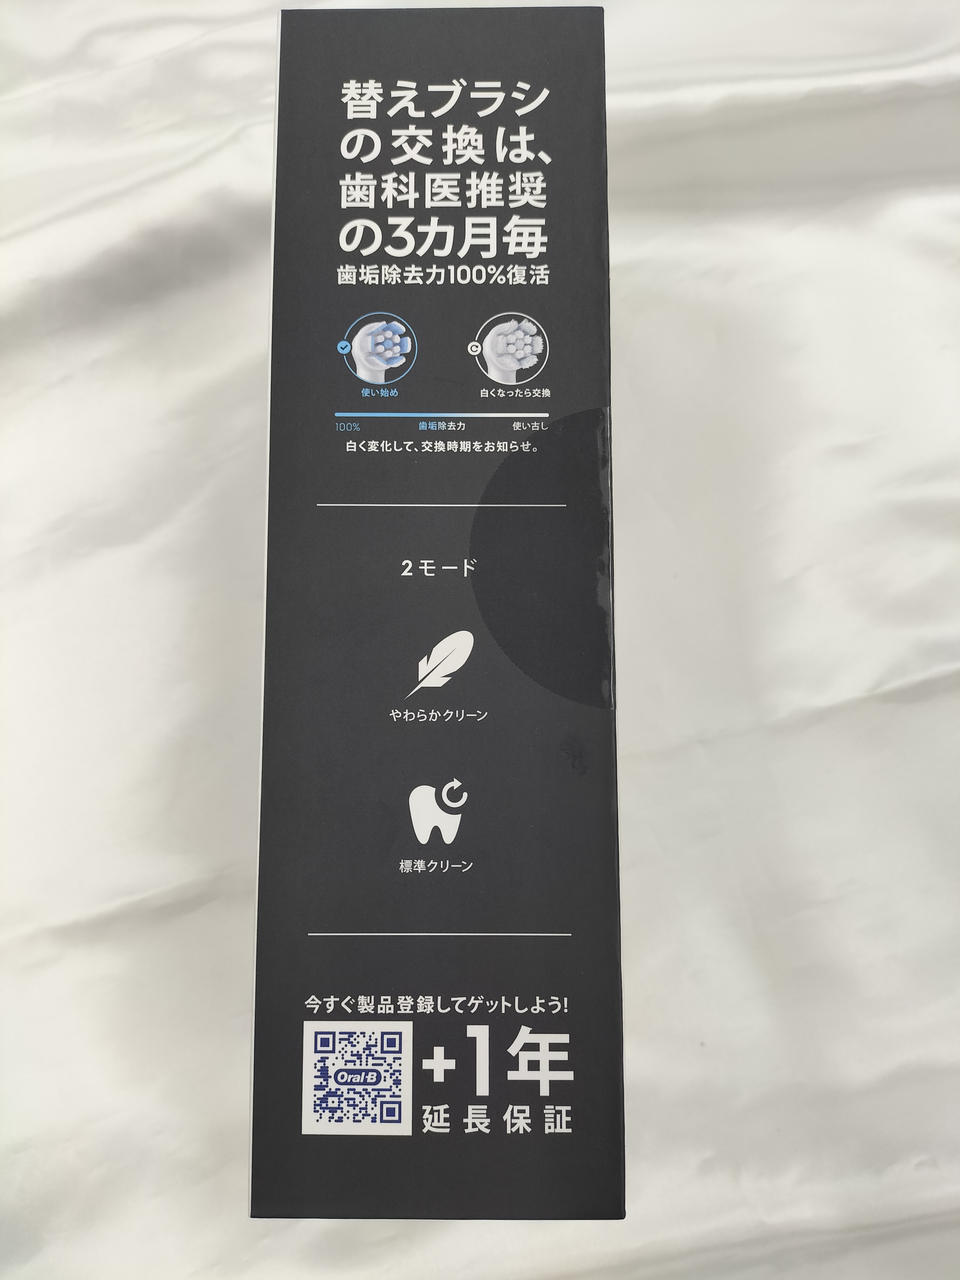 替えブラシ
の交換は、
歯科医推奨
の3カ月毎
歯垢除去力100%復活
使い始め
白くなったら交換
100%
歯垢除去力
使い古し
白く変化して、交換時期をお知らせ。
2モード
やわらかクリーン
標準クリーン
今すぐ製品登録してゲットしよう!
Oral-B
+1年
延長保証